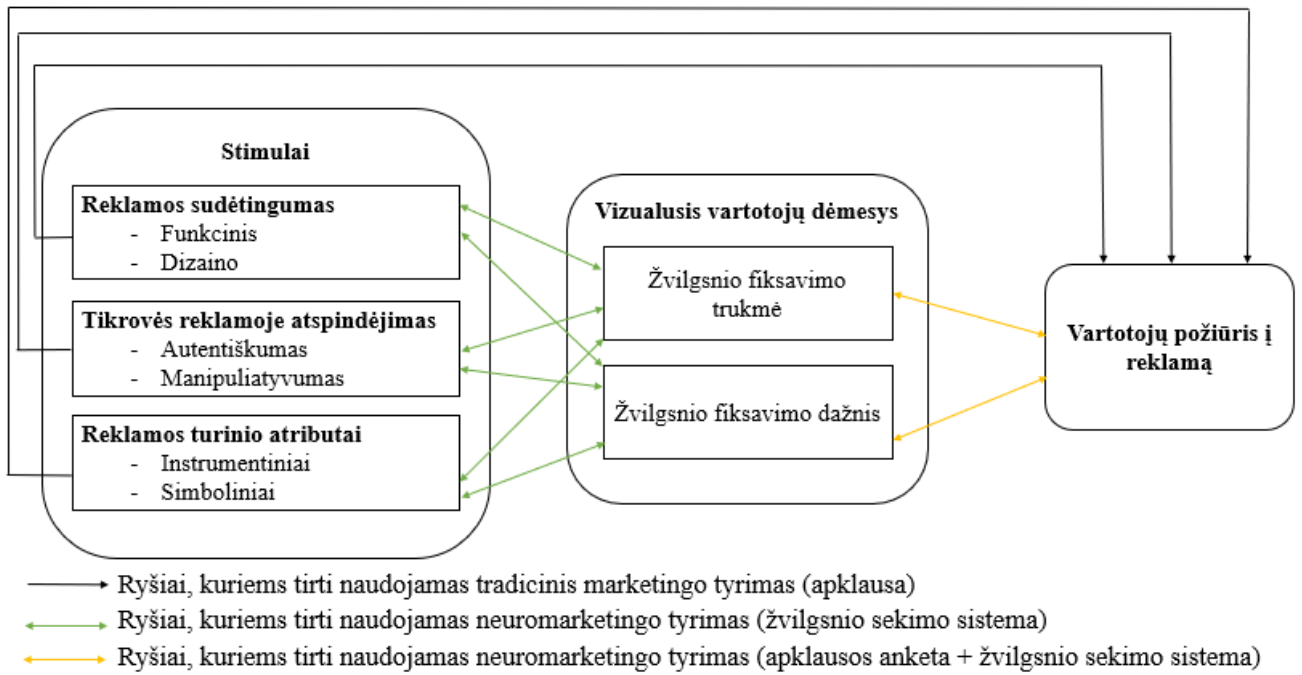 Stimulai
Reklamos sudėtingumas
- Funkcinis
- Dizaino
Tikrovės reklamoje atspindėjimas
- Autentiškumas
- Manipuliatyvumas
Reklamos turinio atributai
- Instrumentiniai
- Simboliniai
Vizualusis vartotojų dėmesys
Žvilgsnio fiksavimo
trukmė
Žvilgsnio fiksavimo dažnis
Vartotojų požiūris į
reklamą
Ryšiai, kuriems tirti naudojamas tradicinis marketingo tyrimas (apklausa)
Ryšiai, kuriems tirti naudojamas neuromarketingo tyrimas (žvilgsnio sekimo sistema)
Ryšiai, kuriems tirti naudojamas neuromarketingo tyrimas (apklausos anketa + žvilgsnio sekimo sistema)